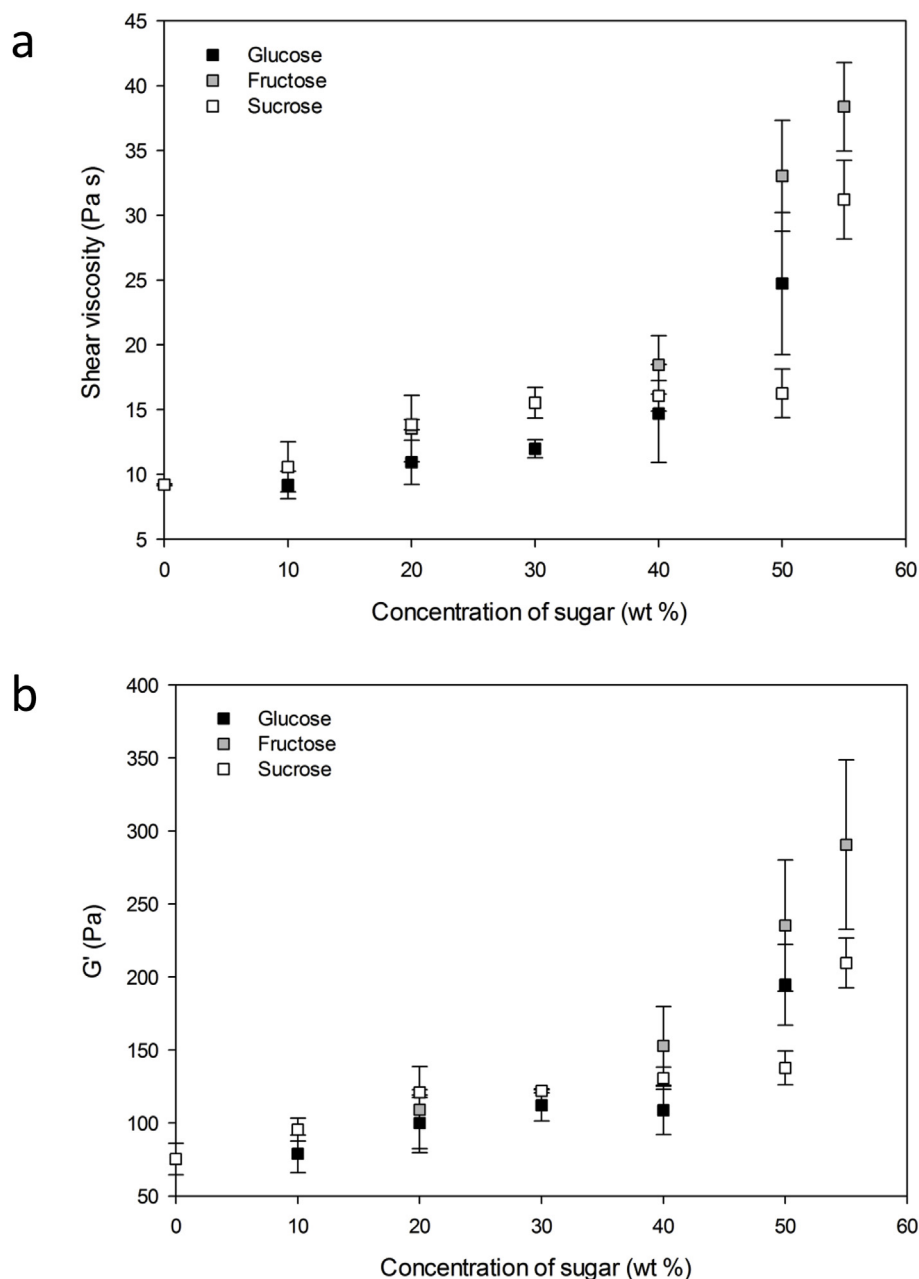 a
45
40
35
30
25
20
15
10
5
Shear viscosity (Pa s)
Glucose
Fructose
Sucrose
0 10 20 30 40 50 60
Concentration of sugar (wt %)
b
400
350
300
250
200
150
100
50
G' (Pa)
Glucose
Fructose
Sucrose
0 10 20 30 40 50 60
Concentration of sugar (wt %)